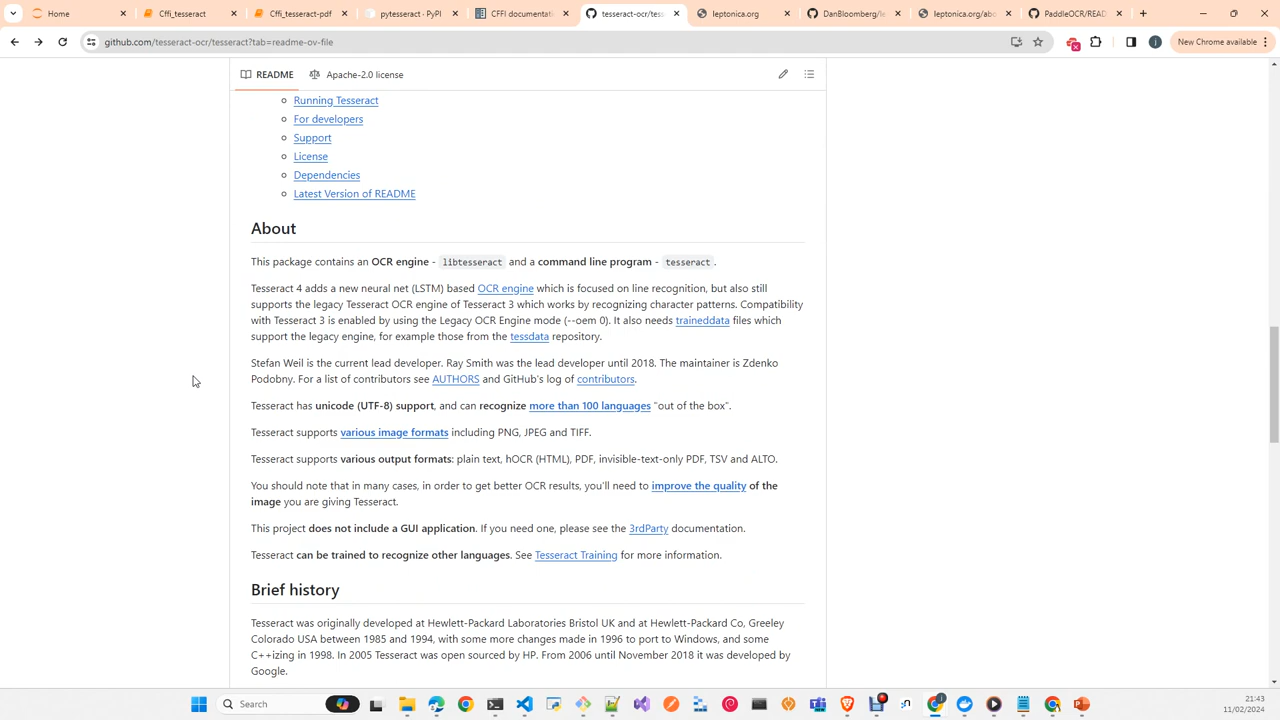 Home
Cffi_tesseract
Cffi_tesseract-pdf
pytesseract - PyPI
CFFI documentati
tesseract-ocr/tess
leptonica.org
DanBloomberg/le
leptonica.org/abo
PaddleOCR/READ
github.com/tesseract-ocr/tesseract?tab=readme-ov-file
New Chrome available
README
Apache-2.0 license
Running Tesseract
For developers
Support
License
Dependencies
Latest Version of README
About
This package contains an OCR engine - libtesseract and a command line program - tesseract.
Tesseract 4 adds a new neural net (LSTM) based OCR engine which is focused on line recognition, but also still
supports the legacy Tesseract OCR engine of Tesseract 3 which works by recognizing character patterns. Compatibility
with Tesseract 3 is enabled by using the Legacy OCR Engine mode (--oem 0). It also needs traineddata files which
support the legacy engine, for example those from the tessdata repository.
Stefan Weil is the current lead developer. Ray Smith was the lead developer until 2018. The maintainer is Zdenko
Podobny. For a list of contributors see AUTHORS and GitHub's log of contributors.
Tesseract has unicode (UTF-8) support, and can recognize more than 100 languages "out of the box".
Tesseract supports various image formats including PNG, JPEG and TIFF.
Tesseract supports various output formats: plain text, hOCR (HTML), PDF, invisible-text-only PDF, TSV and ALTO.
You should note that in many cases, in order to get better OCR results, you'll need to improve the quality of the
image you are giving Tesseract.
This project does not include a GUI application. If you need one, please see the 3rdParty documentation.
Tesseract can be trained to recognize other languages. See Tesseract Training for more information.
Brief history
Tesseract was originally developed at Hewlett-Packard Laboratories Bristol UK and at Hewlett-Packard Co, Greeley
Colorado USA between 1985 and 1994, with some more changes made in 1996 to port to Windows, and some
C++izing in 1998. In 2005 Tesseract was open sourced by HP. From 2006 until November 2018 it was developed by
Google.
Search
21:43
11/02/2024